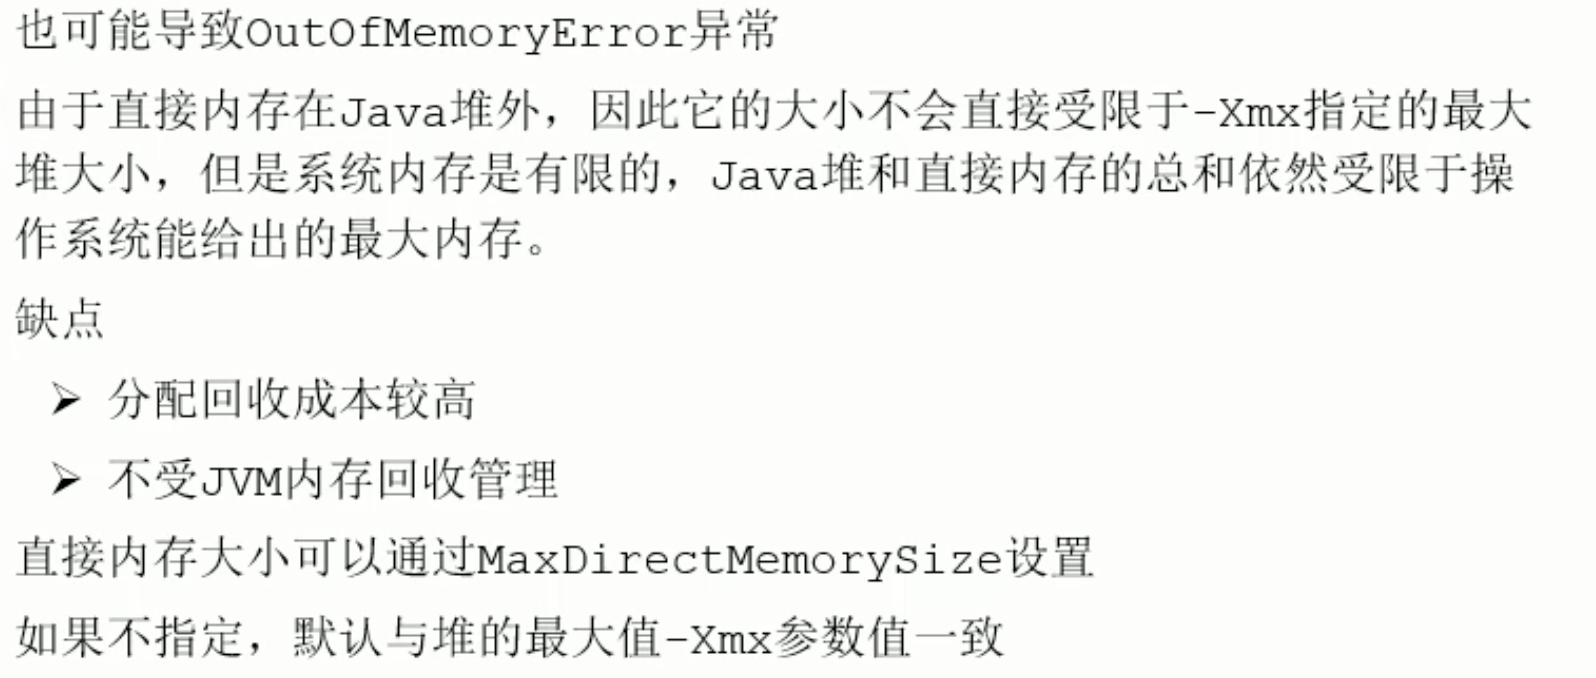 也可能导致OutOfMemoryError异常
由于直接内存在Java堆外，因此它的大小不会直接受限于-Xmx指定的最大
堆大小，但是系统内存是有限的，Java堆和直接内存的总和依然受限于操
作系统能给出的最大内存。
缺点
➢ 分配回收成本较高
➢ 不受JVM内存回收管理
直接内存大小可以通过MaxDirectMemorySize设置
如果不指定，默认与堆的最大值-Xmx参数值一致